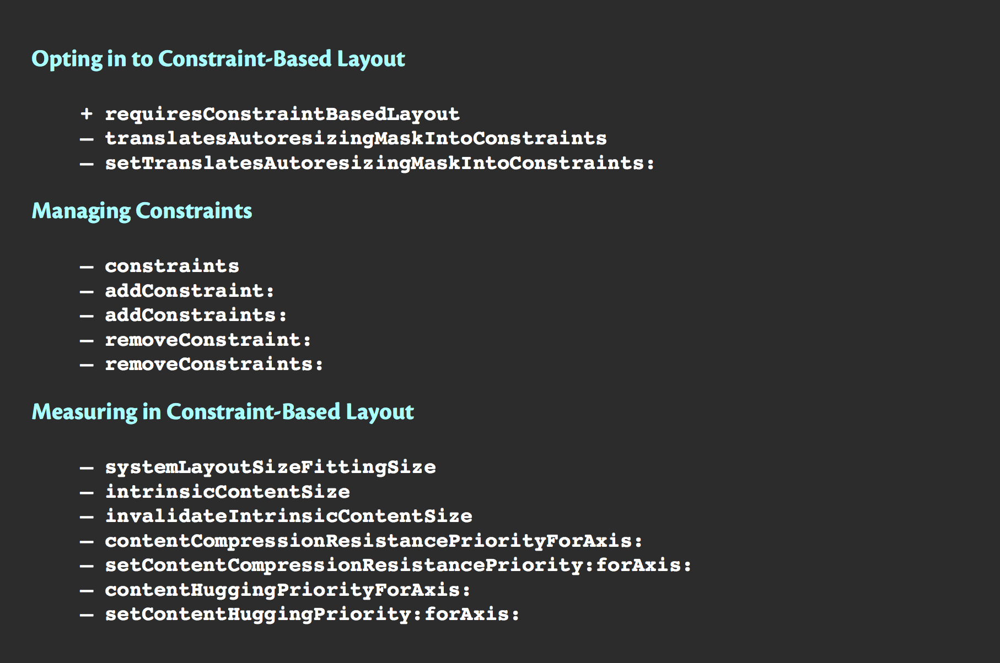 Opting in to Constraint-Based Layout
+ requiresConstraintBasedLayout
– translatesAutoresizingMaskIntoConstraints
– setTranslatesAutoresizingMaskIntoConstraints:
Managing Constraints
– constraints
– addConstraint:
– addConstraints:
– removeConstraint:
– removeConstraints:
Measuring in Constraint-Based Layout
– systemLayoutSizeFittingSize
– intrinsicContentSize
– invalidateIntrinsicContentSize
– contentCompressionResistancePriorityForAxis:
– setContentCompressionResistancePriority:forAxis:
– contentHuggingPriorityForAxis:
– setContentHuggingPriority:forAxis: